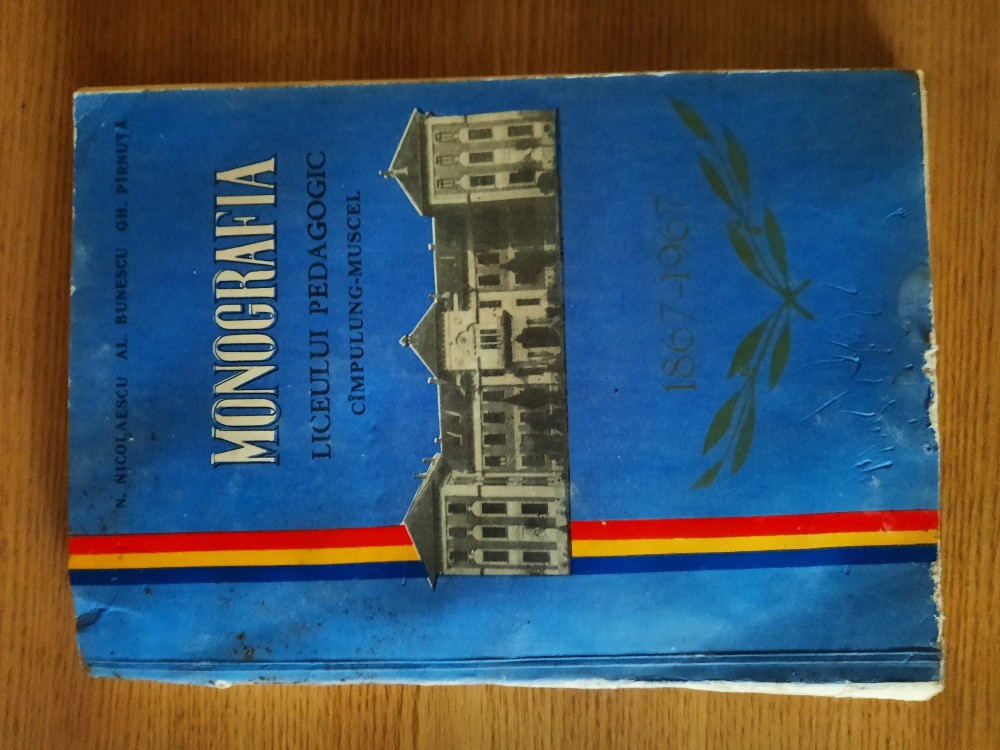 N. NICOLAESCU AL. BUNESCU GH. PÎRNUȚĂ
MONOGRAFIA
LICEULUI PEDAGOGIC
CÎMPULUNG-MUSCEL
1867-1967